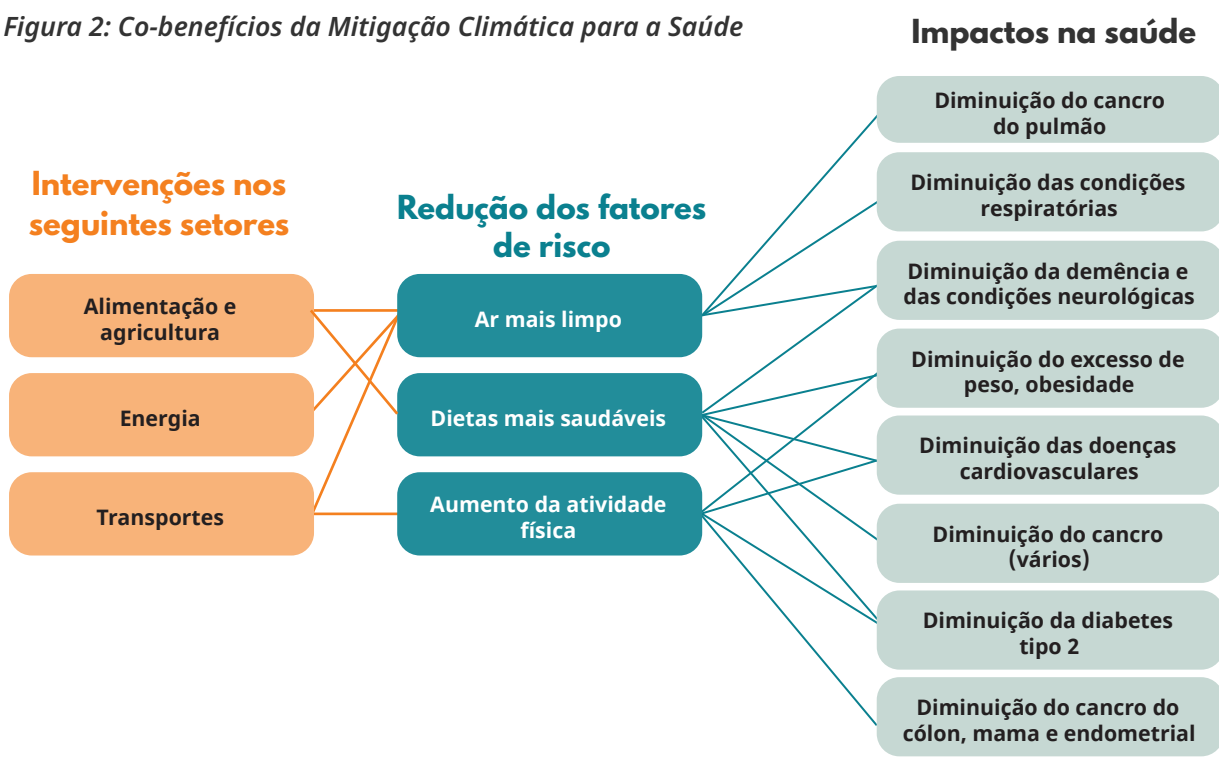 Figura 2: Co-benefícios da Mitigação Climática para a Saúde
Intervenções nos
seguintes setores
Alimentação e
agricultura
Energia
Transportes
Redução dos fatores
de risco
Ar mais limpo
Dietas mais saudáveis
Aumento da atividade
física
Impactos na saúde
Diminuição do cancro
do pulmão
Diminuição das condições
respiratórias
Diminuição da demência e
das condições neurológicas
Diminuição do excesso de
peso, obesidade
Diminuição das doenças
cardiovasculares
Diminuição do cancro
(vários)
Diminuição da diabetes
tipo 2
Diminuição do cancro do
cólon, mama e endometrial